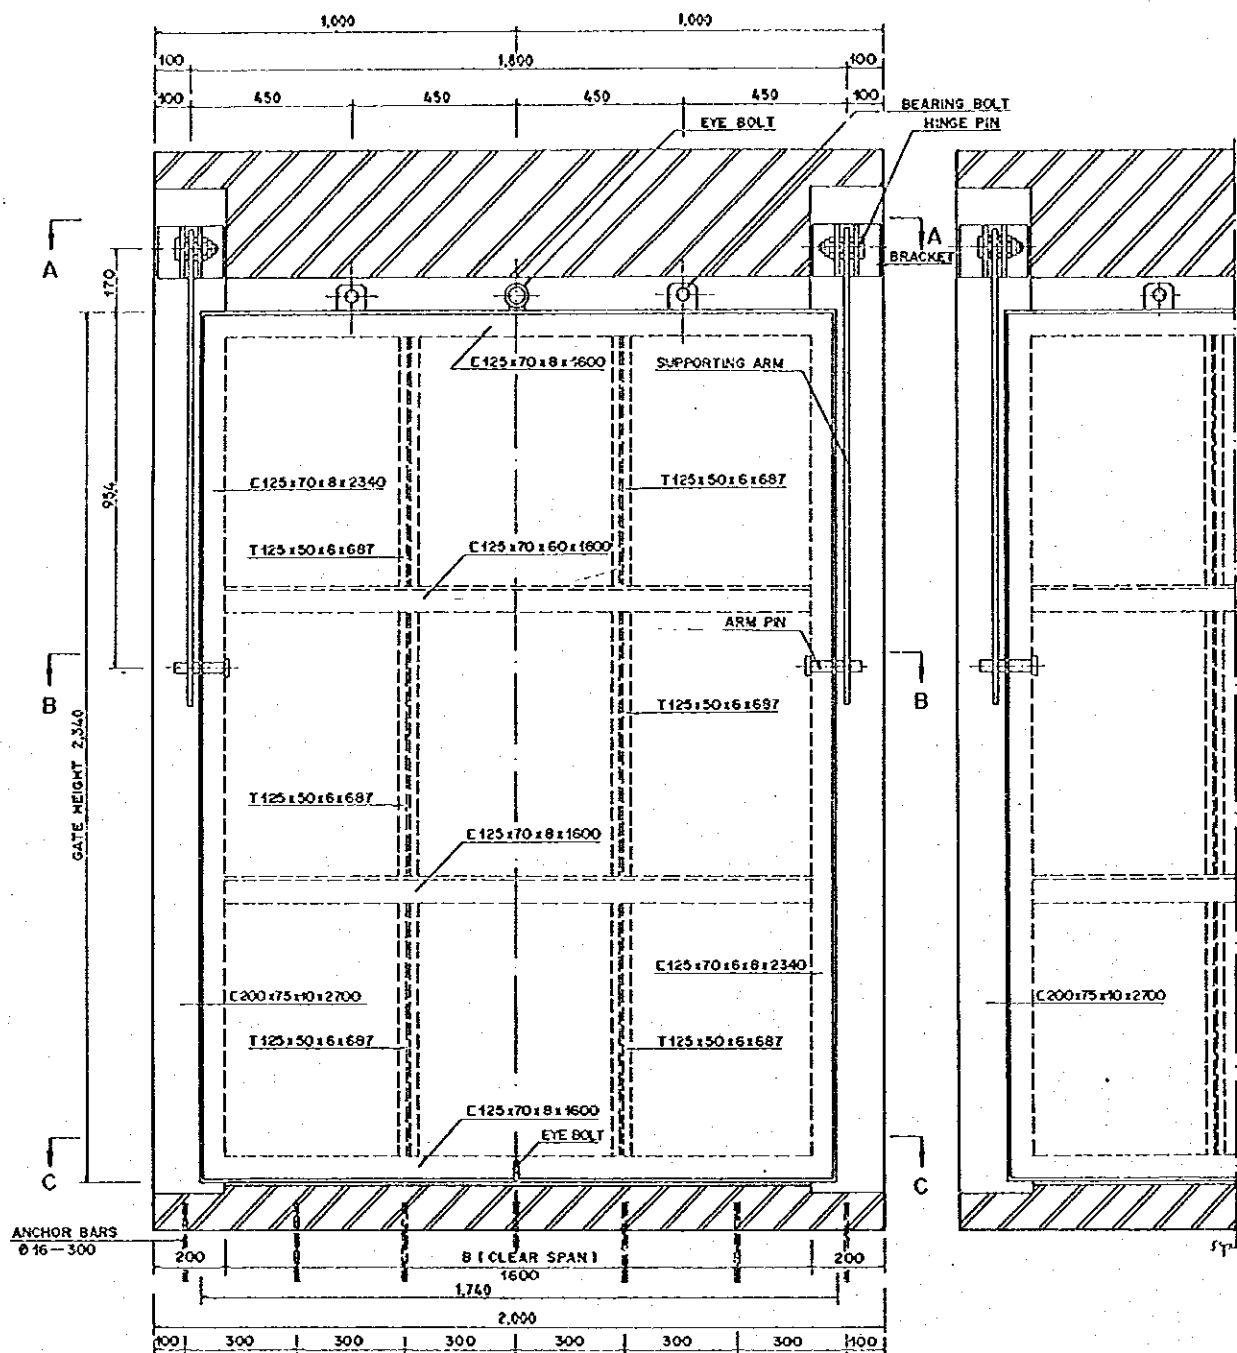 1,000 1,000
100 1,800 100
100 450 450 450 450 100
BEARING BOLT
EYE BOLT HINGE PIN
A A
BRACKET
170
C125x70x8x1600 SUPPORTING ARM
C125x70x8x2340 T125x50x6x687
954
T125x50x6x687 C125x70x60x1600
ARM PIN
B B
T125x50x6x687
GATE HEIGHT 2,340
T125x50x6x687
C125x70x8x1600
C125x70x6x8x2340
C200x75x10x2700 C200x75x10x2700
T125x50x6x687 T125x50x6x687
C125x70x8x1600
EYE BOLT
C C
ANCHOR BARS
Ø16-300
200 B (CLEAR SPAN) 200
1600
1,740
2,000
100 300 300 300 300 300 300 100